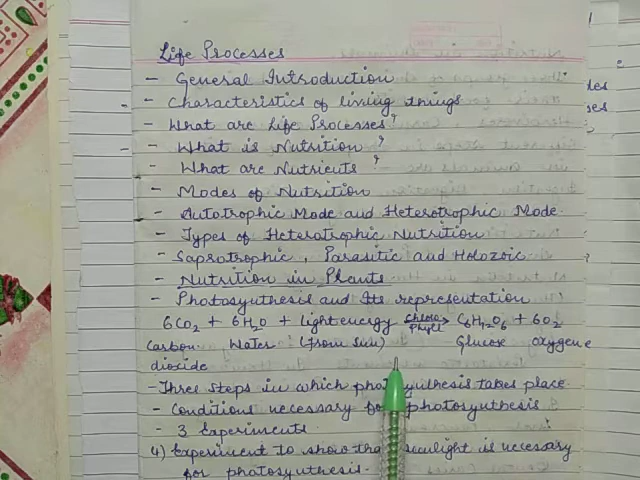 Life Processes
- General Introduction
- Characteristics of living things
- What are Life Processes?
- What is Nutrition?
- What are Nutrients?
- Modes of Nutrition
- Autotrophic Mode and Heterotrophic Mode.
- Types of Heterotrophic Nutrition
- Saprotrophic, Parasitic and Holozoic
- Nutrition in Plants
- Photosynthesis and Its representation
6CO2 + 6H2O + light energy Chloro Phyll → C6H12O6 + 6O2
Carbon Water (from sun) Glucose oxygene
dioxide
- Three steps in which photosynthesis takes place.
- Conditions necessary for photosynthesis
- 3 Experiments
4) Experiment to show that sunlight is necessary
for photosynthesis.